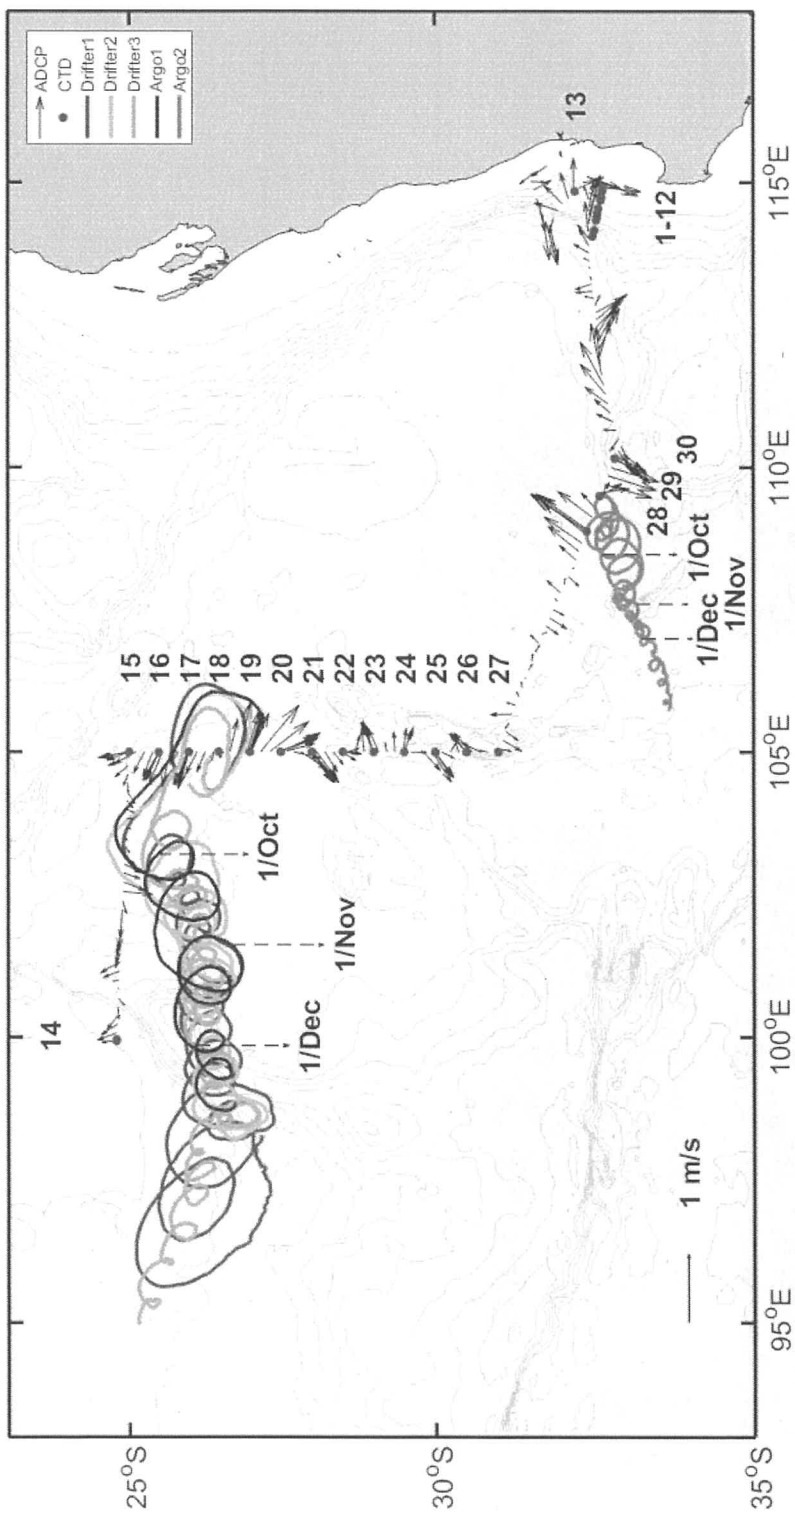 ADCP
CTD
Drifter1
Drifter2
Drifter3
Argo1
Argo2
13
1-12
14
15
16
17
18
19
20
21
22
23
24
25
26
27
28
29
30
1/Oct
1/Nov
1/Dec
1/Oct
1/Nov
1/Dec
1 m/s
25°S
30°S
35°S
95°E
100°E
105°E
110°E
115°E